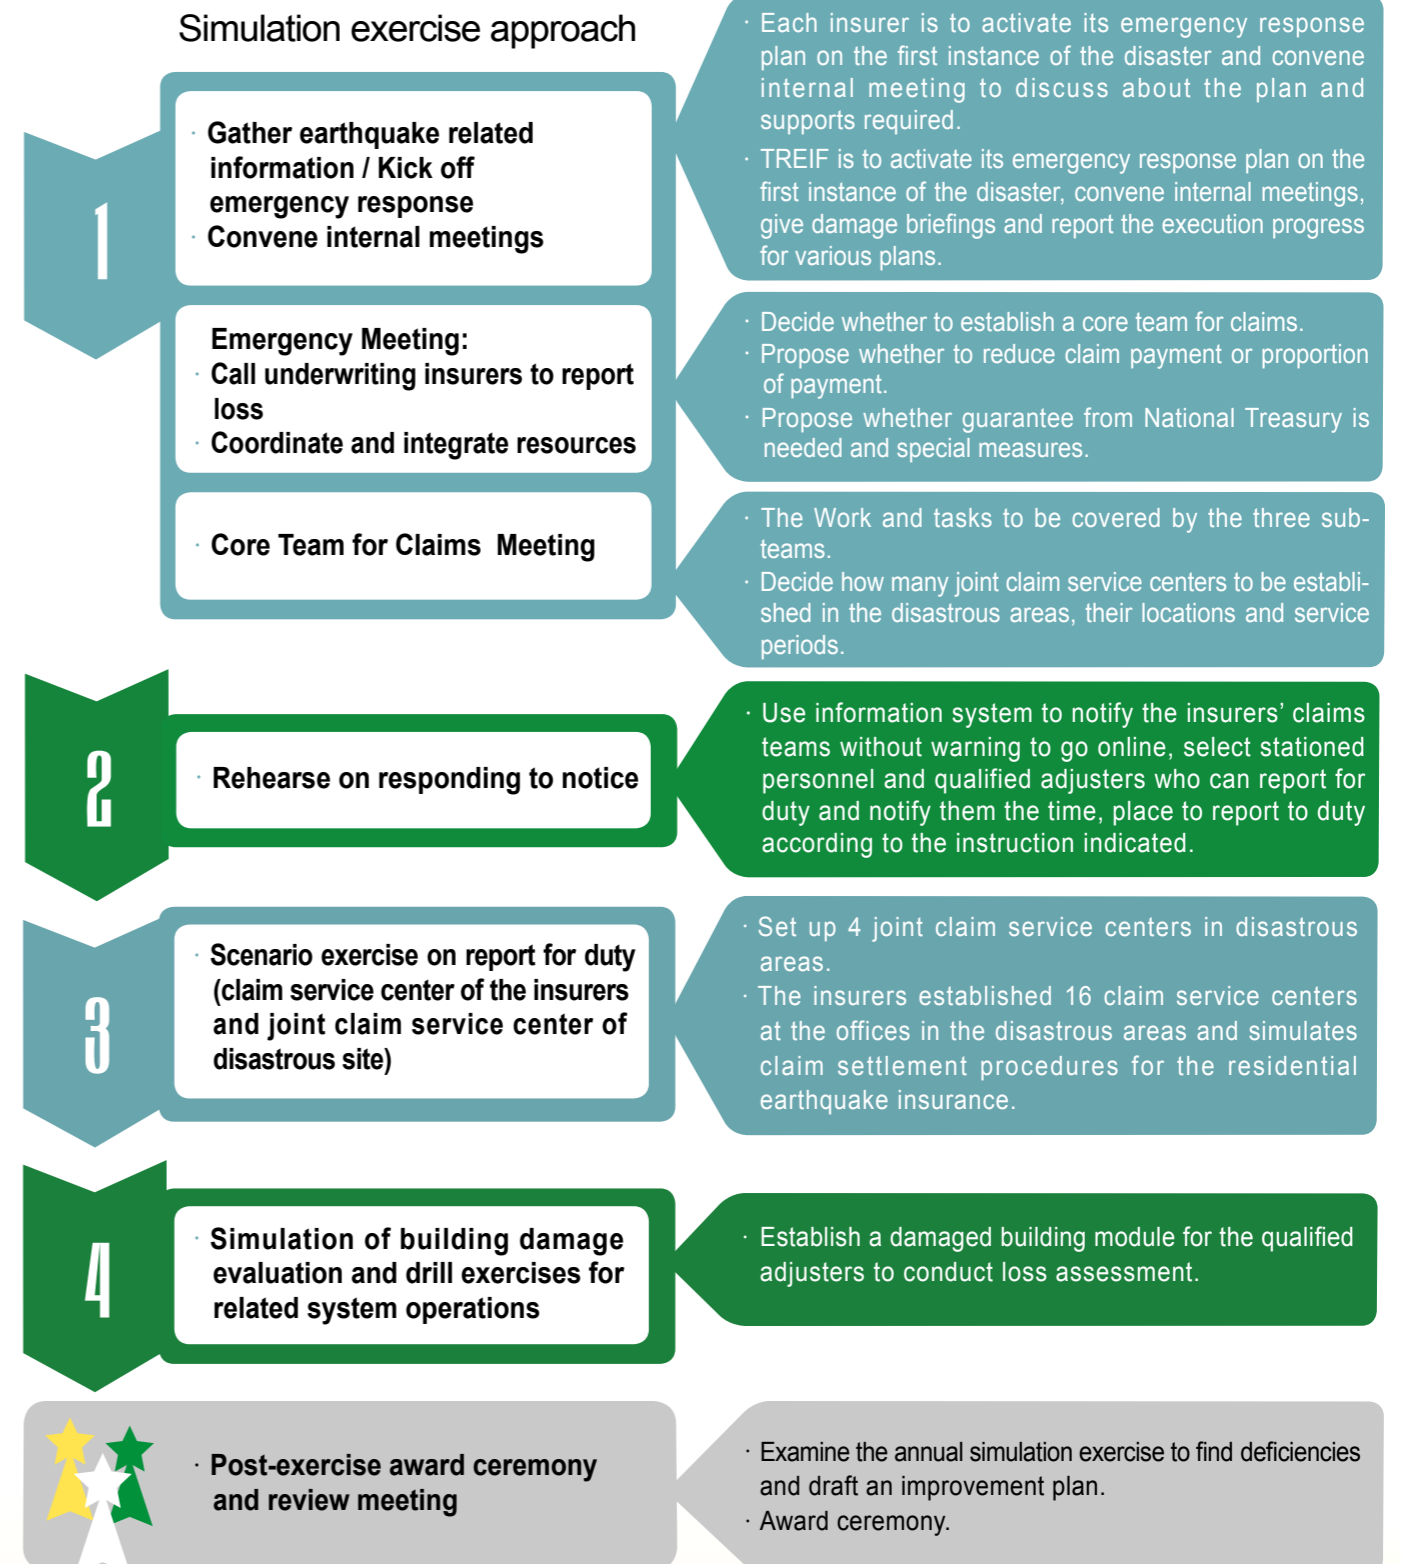 Simulation exercise approach
1
· Gather earthquake related
information / Kick off
emergency response
· Convene internal meetings
· Each insurer is to activate its emergency response
plan on the first instance of the disaster and convene
internal meeting to discuss about the plan and
supports required.
· TREIF is to activate its emergency response plan on the
first instance of the disaster, convene internal meetings,
give damage briefings and report the execution progress
for various plans.
Emergency Meeting:
· Call underwriting insurers to report
loss
· Coordinate and integrate resources
· Decide whether to establish a core team for claims.
· Propose whether to reduce claim payment or proportion
of payment.
· Propose whether guarantee from National Treasury is
needed and special measures.
· Core Team for Claims Meeting
· The Work and tasks to be covered by the three sub-
teams.
· Decide how many joint claim service centers to be establi-
shed in the disastrous areas, their locations and service
periods.
2
· Rehearse on responding to notice
· Use information system to notify the insurers’ claims
teams without warning to go online, select stationed
personnel and qualified adjusters who can report for
duty and notify them the time, place to report to duty
according to the instruction indicated.
3
· Scenario exercise on report for duty
(claim service center of the insurers
and joint claim service center of
disastrous site)
· Set up 4 joint claim service centers in disastrous
areas.
· The insurers established 16 claim service centers
at the offices in the disastrous areas and simulates
claim settlement procedures for the residential
earthquake insurance.
4
· Simulation of building damage
evaluation and drill exercises for
related system operations
· Establish a damaged building module for the qualified
adjusters to conduct loss assessment.
· Post-exercise award ceremony
and review meeting
· Examine the annual simulation exercise to find deficiencies
and draft an improvement plan.
· Award ceremony.